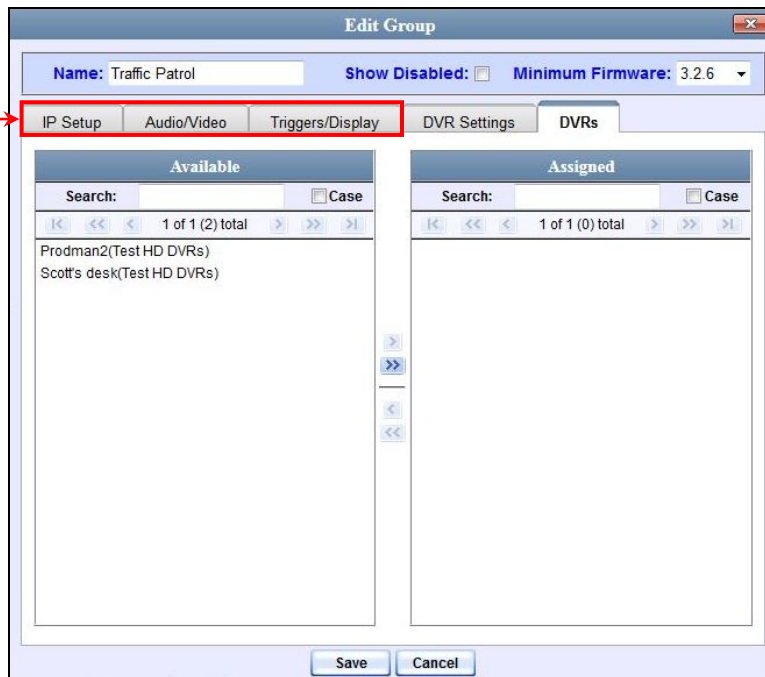 Edit Group
Name: Traffic Patrol Show Disabled: Minimum Firmware: 3.2.6
IP Setup Audio/Video Triggers/Display DVR Settings DVRs
Available
Search: Case
1 of 1 (2) total
Prodman2(Test HD DVRs)
Scott's desk(Test HD DVRs)
Assigned
Search: Case
1 of 1 (0) total
Save Cancel